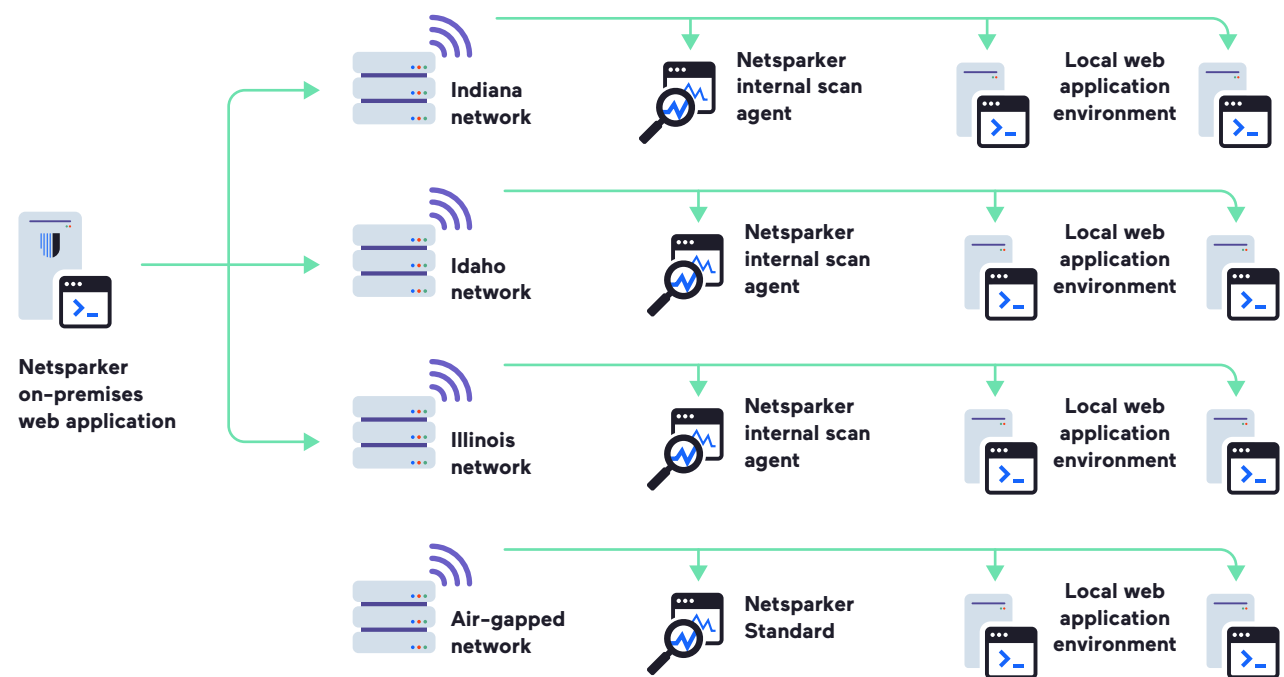 Netsparker
on-premises
web application
Indiana
network
Netsparker
internal scan
agent
Local web
application
environment
Idaho
network
Netsparker
internal scan
agent
Local web
application
environment
Illinois
network
Netsparker
internal scan
agent
Local web
application
environment
Air-gapped
network
Netsparker
Standard
Local web
application
environment